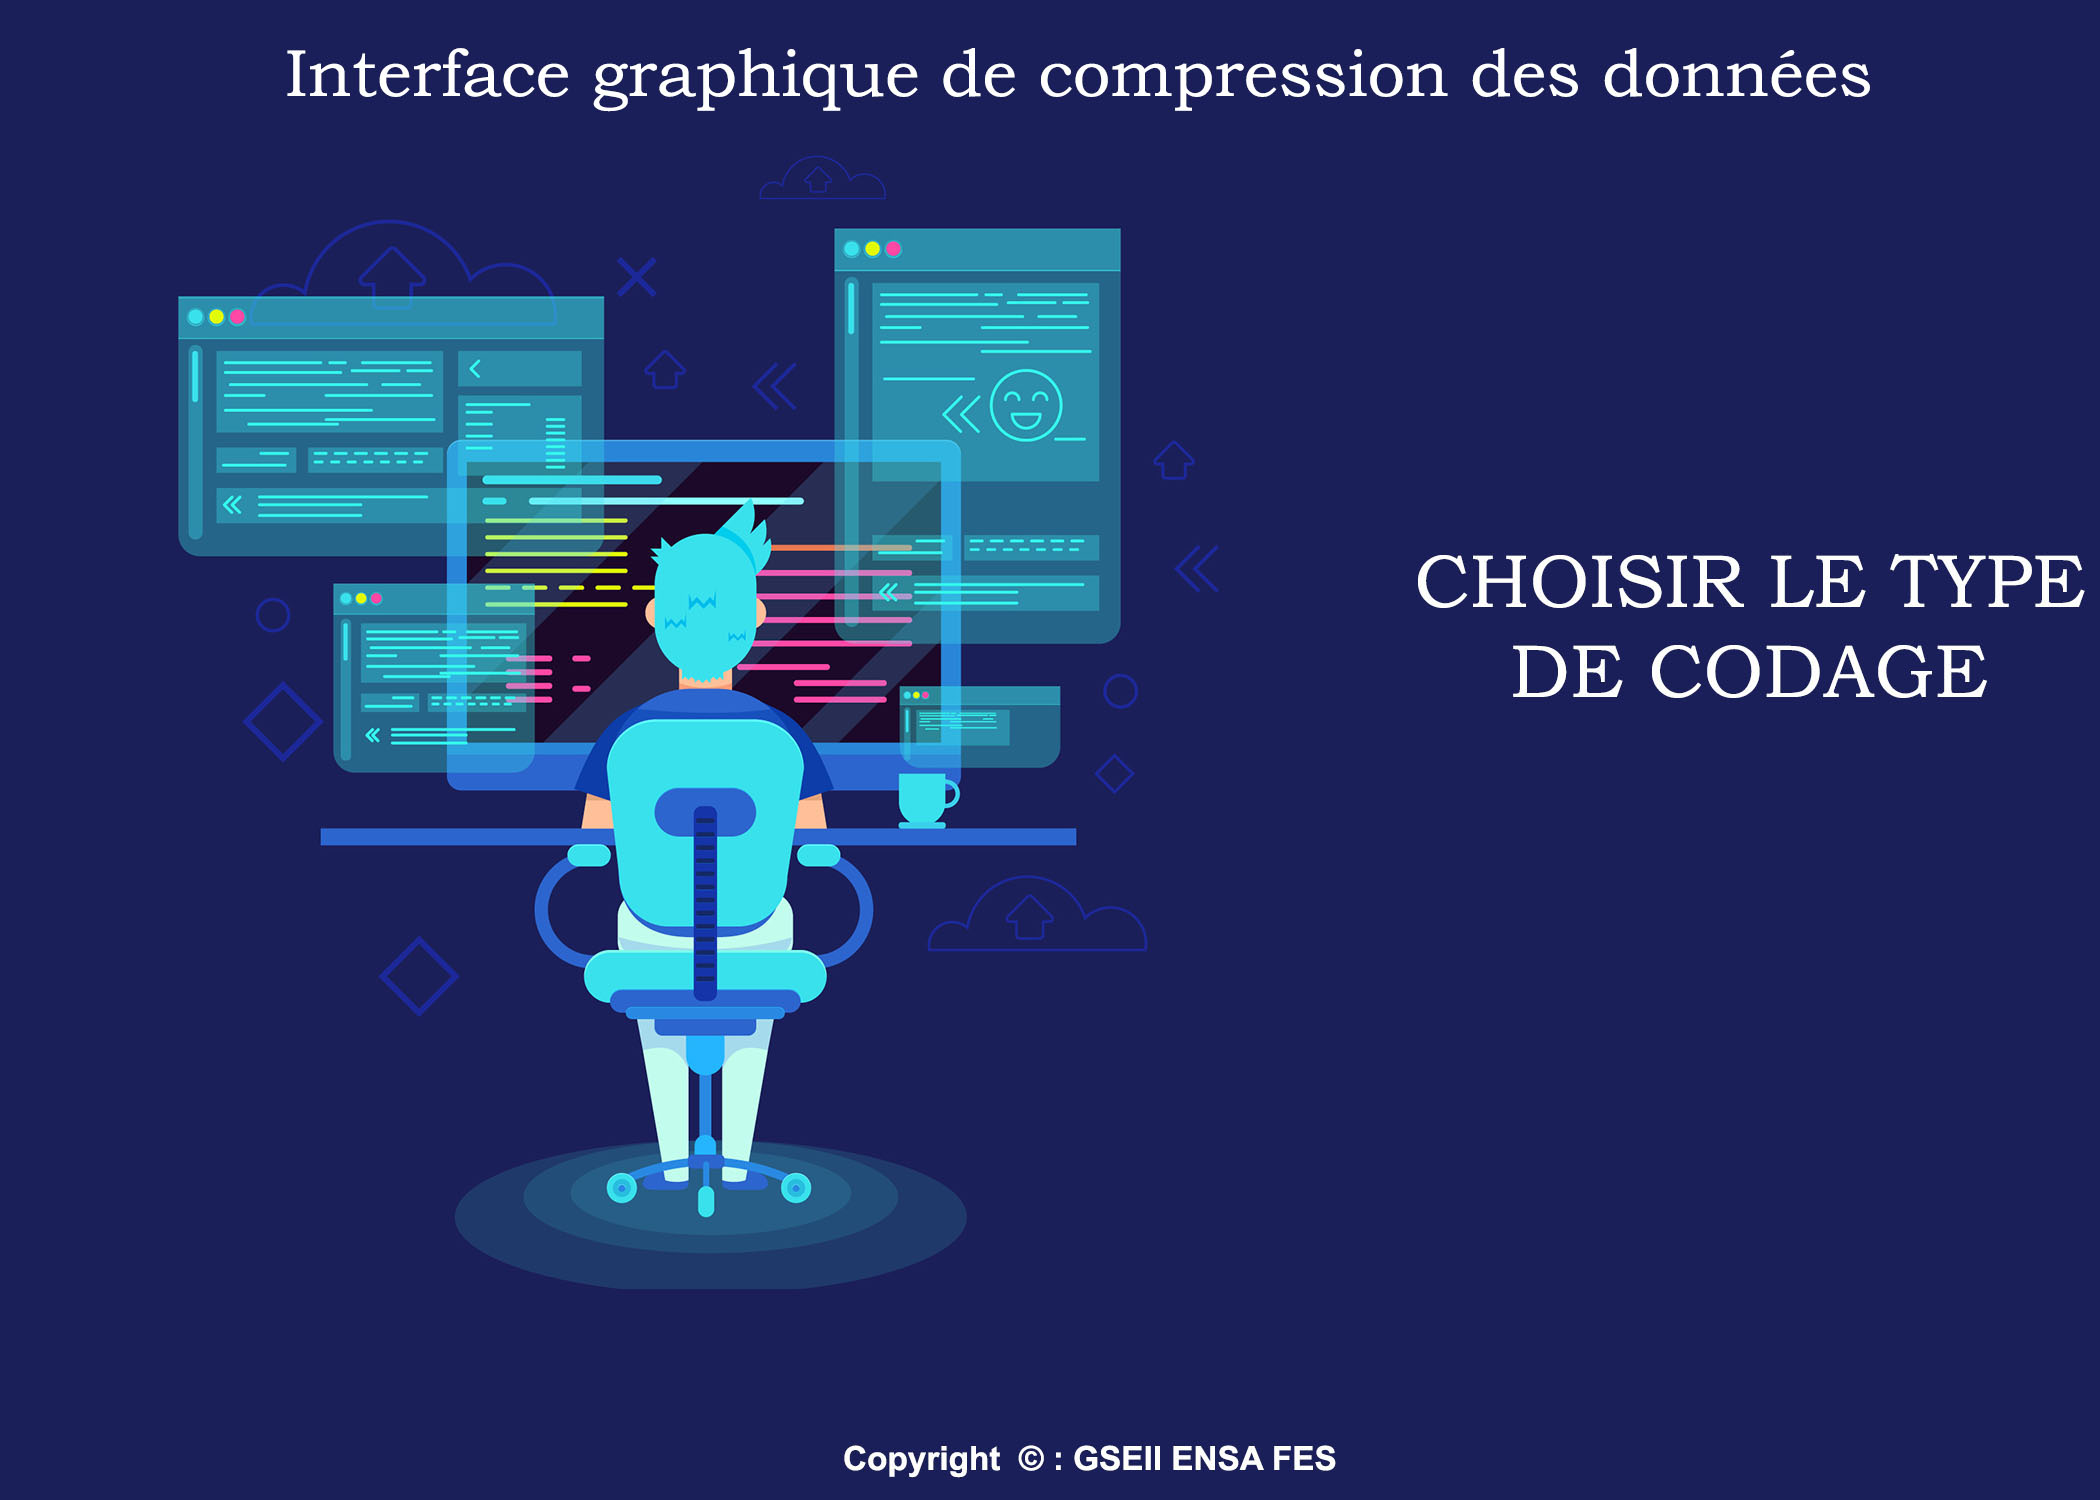 Interface graphique de compression des données
CHOISIR LE TYPE
DE CODAGE
Copyright © : GSEII ENSA FES